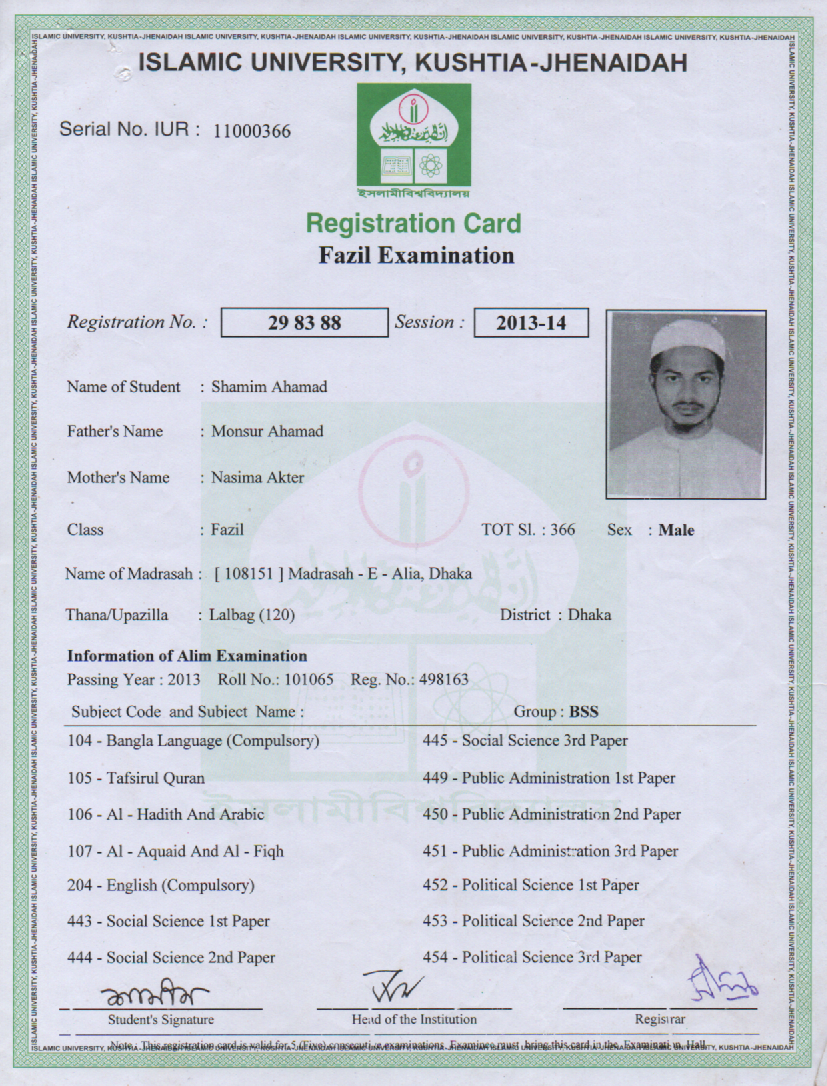 ISLAMIC UNIVERSITY, KUSHTIA-JHENAIDAH ISLAMIC UNIVERSITY, KUSHTIA-JHENAIDAH ISLAMIC UNIVERSITY, KUSHTIA-JHENAIDAH ISLAMIC UNIVERSITY, KUSHTIA-JHENAIDAH ISLAMIC UNIVERSITY, KUSHTIA-JHENAIDAH
ISLAMIC UNIVERSITY, KUSHTIA-JHENAIDAH
Serial No. IUR : 11000366
ইসলামীবিশ্ববিদ্যালয়
Registration Card
Fazil Examination
Registration No. : 29 83 88 Session : 2013-14
Name of Student : Shamim Ahamad
Father's Name : Monsur Ahamad
Mother's Name : Nasima Akter
Class : Fazil TOT Sl. : 366 Sex : Male
Name of Madrasah : [ 108151 ] Madrasah - E - Alia, Dhaka
Thana/Upazilla : Lalbag (120) District : Dhaka
Information of Alim Examination
Passing Year : 2013 Roll No.: 101065 Reg. No.: 498163
Subject Code and Subject Name : Group : BSS
104 - Bangla Language (Compulsory) 445 - Social Science 3rd Paper
105 - Tafsirul Quran 449 - Public Administration 1st Paper
ইসলামীবিশ্ববিদ্যালয়
106 - Al - Hadith And Arabic 450 - Public Administration 2nd Paper
107 - Al - Aquaid And Al - Fiqh 451 - Public Administration 3rd Paper
204 - English (Compulsory) 452 - Political Science 1st Paper
443 - Social Science 1st Paper 453 - Political Science 2nd Paper
444 - Social Science 2nd Paper 454 - Political Science 3rd Paper
Student's Signature Head of the Institution Registrar
Note : This registration card is valid for 5 (Five) consecutive examinations. Examinee must bring this card in the Examination Hall.